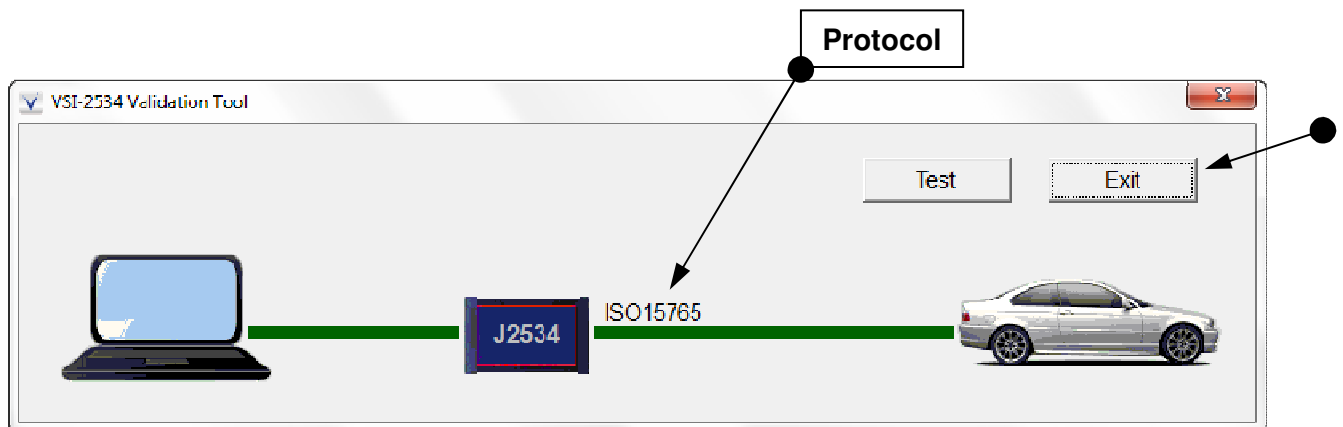 Protocol
VSI-2534 Validation Tool
Test
Exit
ISO15765
J2534